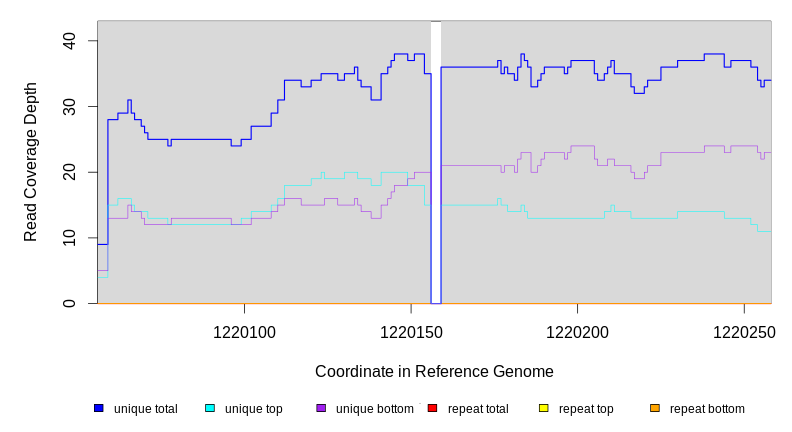 40
30
20
10
0
Read Coverage Depth
1220100 1220150 1220200 1220250
Coordinate in Reference Genome
unique total unique top unique bottom repeat total repeat top repeat bottom